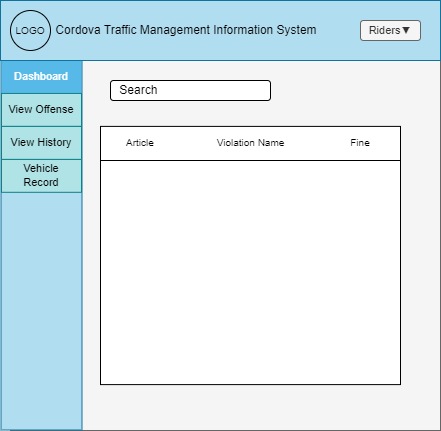 LOGO
Cordova Traffic Management Information System
Riders▼
Dashboard
View Offense
View History
Vehicle
Record
Search
Article Violation Name Fine